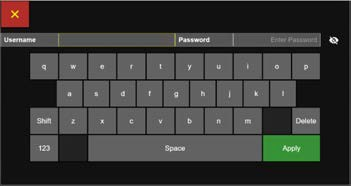 ×
Username Password Enter Password
q w e r t y u i o p
a s d f g h j k l
Shift z x c v b n m Delete
123 Space Apply